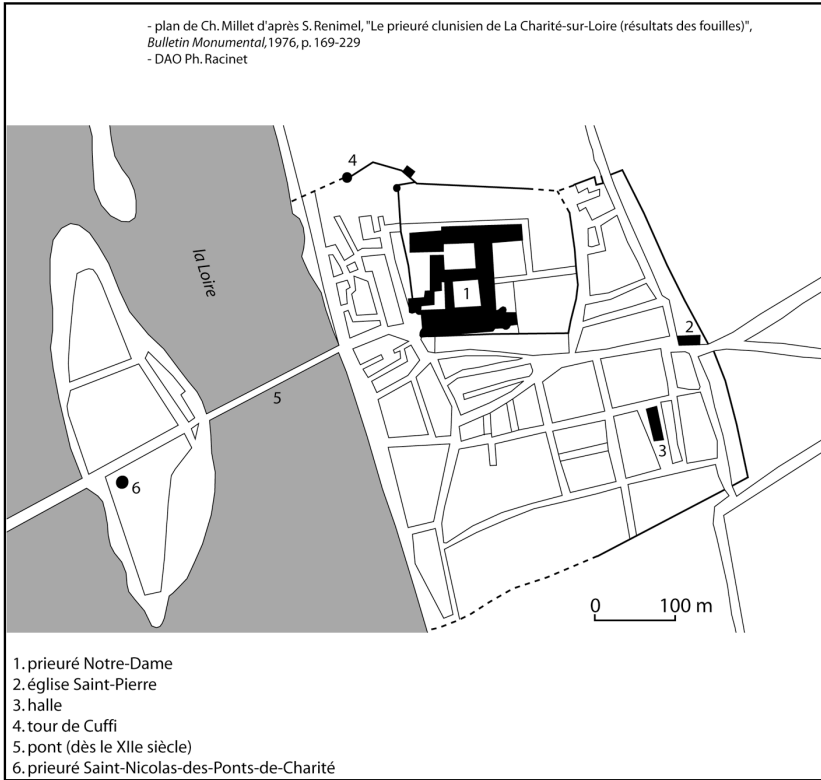 - plan de Ch. Millet d'après S. Renimel, "Le prieuré clunisien de La Charité-sur-Loire (résultats des fouilles)",
Bulletin Monumental, 1976, p. 169-229
- DAO Ph. Racinet
4
la Loire
1
2
5
3
6
0 100 m
1. prieuré Notre-Dame
2. église Saint-Pierre
3. halle
4. tour de Cuffi
5. pont (dès le XIIe siècle)
6. prieuré Saint-Nicolas-des-Ponts-de-Charité